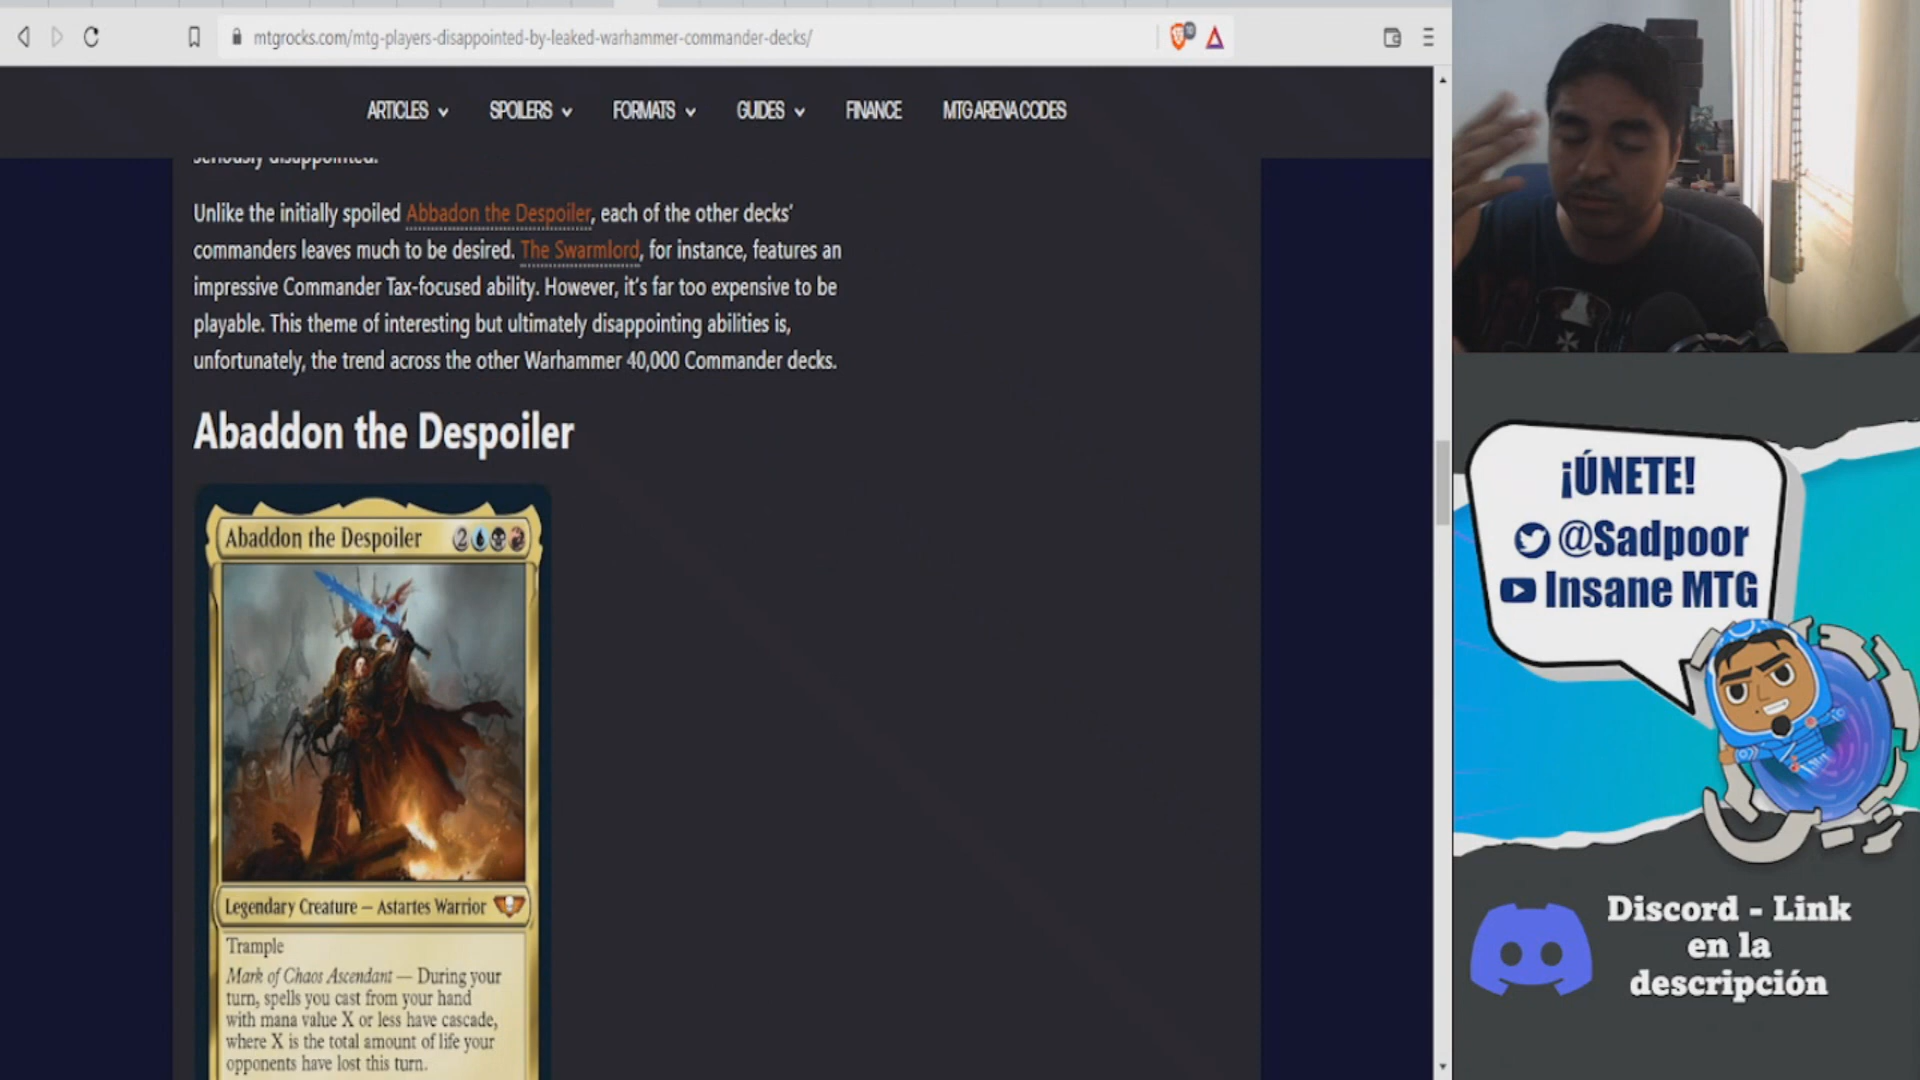 mtgrocks.com/mtg-players-disappointed-by-leaked-warhammer-commander-decks/
ARTICLES SPOILERS FORMATS GUIDES FINANCE MTG ARENA CODES
seriously disappointed.
Unlike the initially spoiled Abbadon the Despoiler, each of the other decks'
commanders leaves much to be desired. The Swarmlord, for instance, features an
impressive Commander Tax-focused ability. However, it's far too expensive to be
playable. This theme of interesting but ultimately disappointing abilities is,
unfortunately, the trend across the other Warhammer 40,000 Commander decks.
Abaddon the Despoiler
Abaddon the Despoiler 2
Legendary Creature — Astartes Warrior
Trample
Mark of Chaos Ascendant — During your
turn, spells you cast from your hand
with mana value X or less have cascade,
where X is the total amount of life your
opponents have lost this turn.
¡ÚNETE!
@Sadpoor
Insane MTG
Discord - Link
en la
descripción